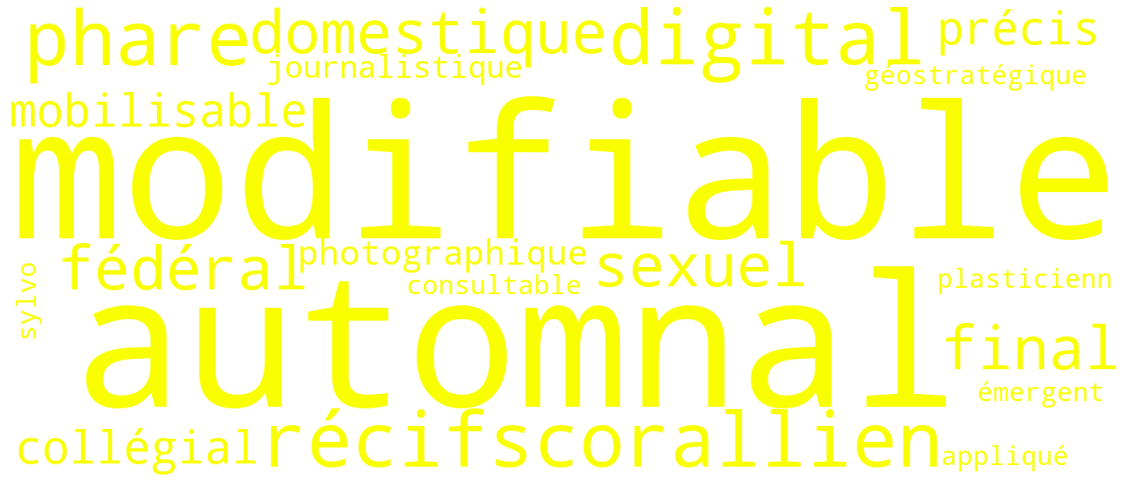 phare domestique digital précis
journalistique géostratégique
mobilisable
modifiable
fédéral photographique sexuel
sylvo consultable plasticienn
automnal
final
émergent
collégial récifscorallien appliqué